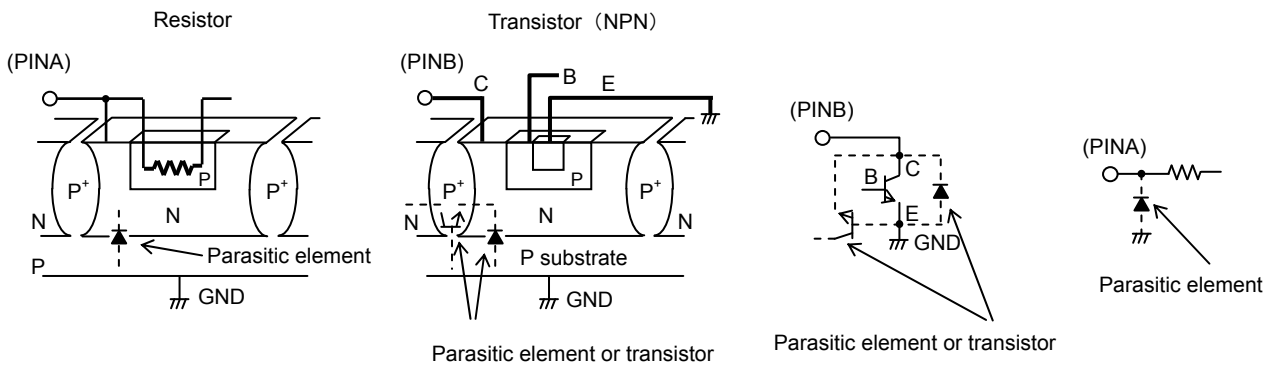 Resistor
(PINA)
P+
P
P+
N
N
Parasitic element
P
GND
Transistor（NPN）
(PINB)
C
B
E
P+
P
P+
N
N
N
P substrate
GND
Parasitic element or transistor
(PINB)
C
B
E
GND
Parasitic element or transistor
(PINA)
Parasitic element